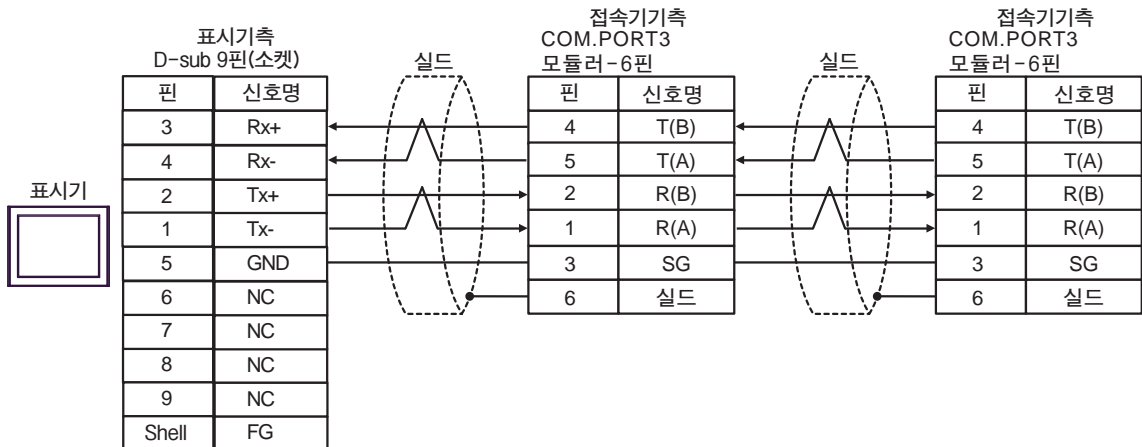 표시기
표시기측
D-sub 9핀(소켓)
핀 신호명
3 Rx+
4 Rx-
2 Tx+
1 Tx-
5 GND
6 NC
7 NC
8 NC
9 NC
Shell FG
실드
접속기기측
COM.PORT3
모듈러-6핀
핀 신호명
4 T(B)
5 T(A)
2 R(B)
1 R(A)
3 SG
6 실드
실드
접속기기측
COM.PORT3
모듈러-6핀
핀 신호명
4 T(B)
5 T(A)
2 R(B)
1 R(A)
3 SG
6 실드